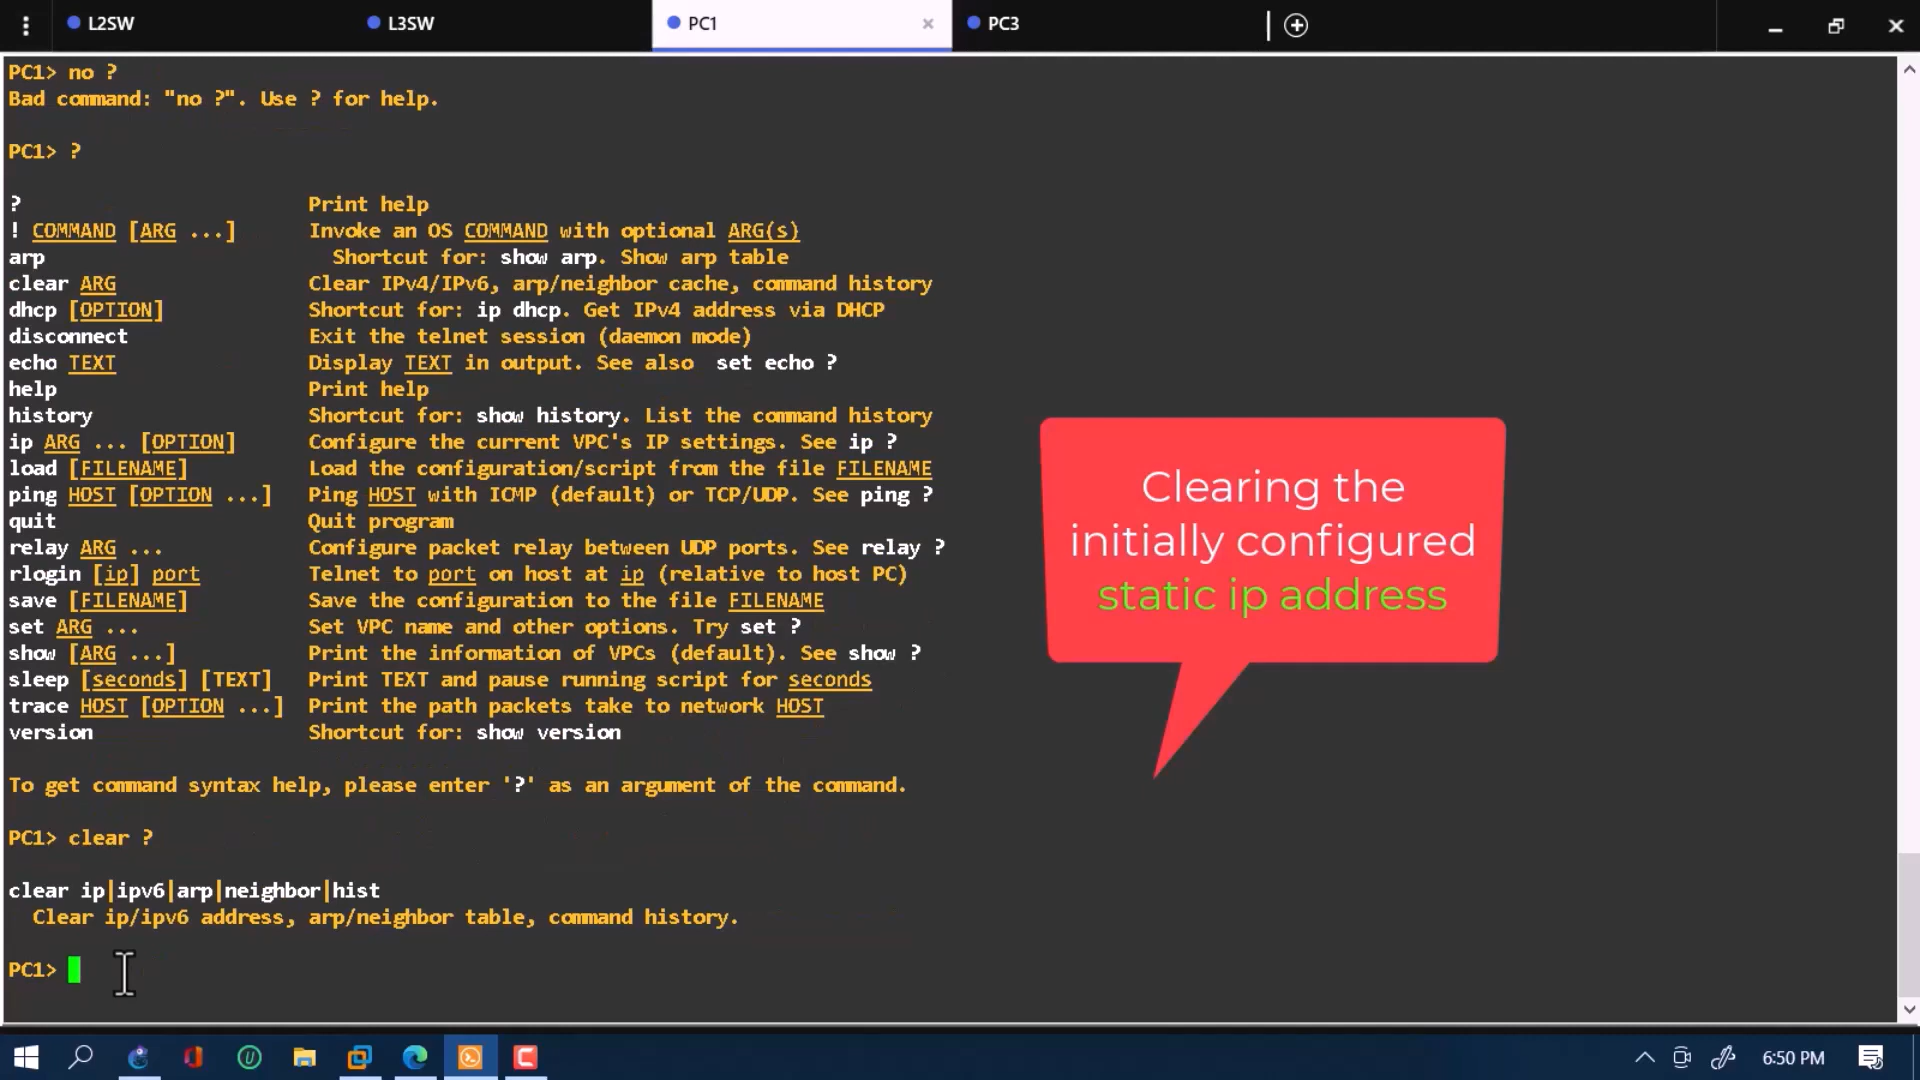 L2SW
L3SW
PC1
PC3
PC1> no ?
Bad command: "no ?". Use ? for help.
PC1> ?
? Print help
! COMMAND [ARG ...] Invoke an OS COMMAND with optional ARG(s)
arp Shortcut for: show arp. Show arp table
clear ARG Clear IPv4/IPv6, arp/neighbor cache, command history
dhcp [OPTION] Shortcut for: ip dhcp. Get IPv4 address via DHCP
disconnect Exit the telnet session (daemon mode)
echo TEXT Display TEXT in output. See also set echo ?
help Print help
history Shortcut for: show history. List the command history
ip ARG ... [OPTION] Configure the current VPC's IP settings. See ip ?
load [FILENAME] Load the configuration/script from the file FILENAME
ping HOST [OPTION ...] Ping HOST with ICMP (default) or TCP/UDP. See ping ?
quit Quit program
relay ARG ... Configure packet relay between UDP ports. See relay ?
rlogin [ip] port Telnet to port on host at ip (relative to host PC)
save [FILENAME] Save the configuration to the file FILENAME
set ARG ... Set VPC name and other options. Try set ?
show [ARG ...] Print the information of VPCs (default). See show ?
sleep [seconds] [TEXT] Print TEXT and pause running script for seconds
trace HOST [OPTION ...] Print the path packets take to network HOST
version Shortcut for: show version
To get command syntax help, please enter '?' as an argument of the command.
PC1> clear ?
clear ip|ipv6|arp|neighbor|hist
Clear ip/ipv6 address, arp/neighbor table, command history.
PC1>
Clearing the
initially configured
static ip address
6:50 PM